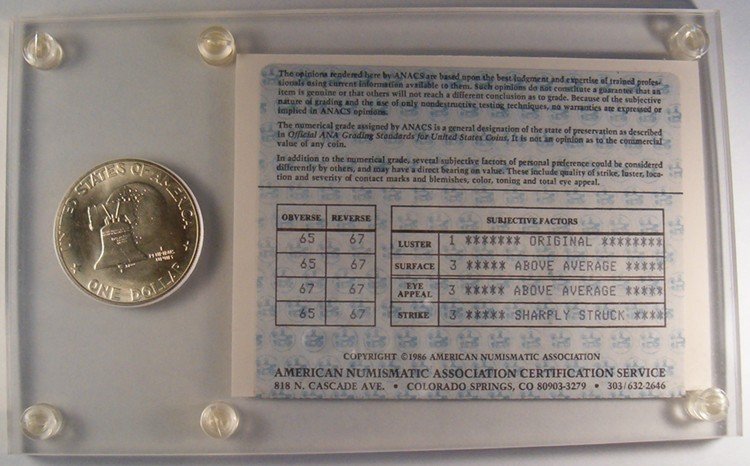 UNITED STATES OF AMERICA
E PLURIBUS
UNUM
ONE DOLLAR
The opinions rendered here by ANACS are based upon the best judgment and expertise of trained profes-
sionals using current information available to them. Such opinions do not constitute a guarantee that an
item is genuine or that others will not reach a different conclusion as to grade. Because of the subjective
nature of grading and the use of only nondestructive testing techniques, no warranties are expressed or
implied in ANACS opinions.
The numerical grade assigned by ANACS is a general designation of the state of preservation as described
in Official ANA Grading Standards for United States Coins. It is not an opinion as to the commercial
value of any coin.
In addition to the numerical grade, several subjective factors of personal preference could be considered
differently by others, and may have a direct bearing on value. These include quality of strike, luster, loca-
tion and severity of contact marks and blemishes, color, toning and total eye appeal.
OBVERSE REVERSE
65 67
65 67
67 67
65 67
SUBJECTIVE FACTORS
LUSTER 1 ******* ORIGINAL ********
SURFACE 3 ***** ABOVE AVERAGE *****
EYE APPEAL 3 ***** ABOVE AVERAGE *****
STRIKE 3 ***** SHARPLY STRUCK *****
COPYRIGHT ©1986 AMERICAN NUMISMATIC ASSOCIATION
AMERICAN NUMISMATIC ASSOCIATION CERTIFICATION SERVICE
818 N. CASCADE AVE. • COLORADO SPRINGS, CO 80903-3279 • 303/632-2646